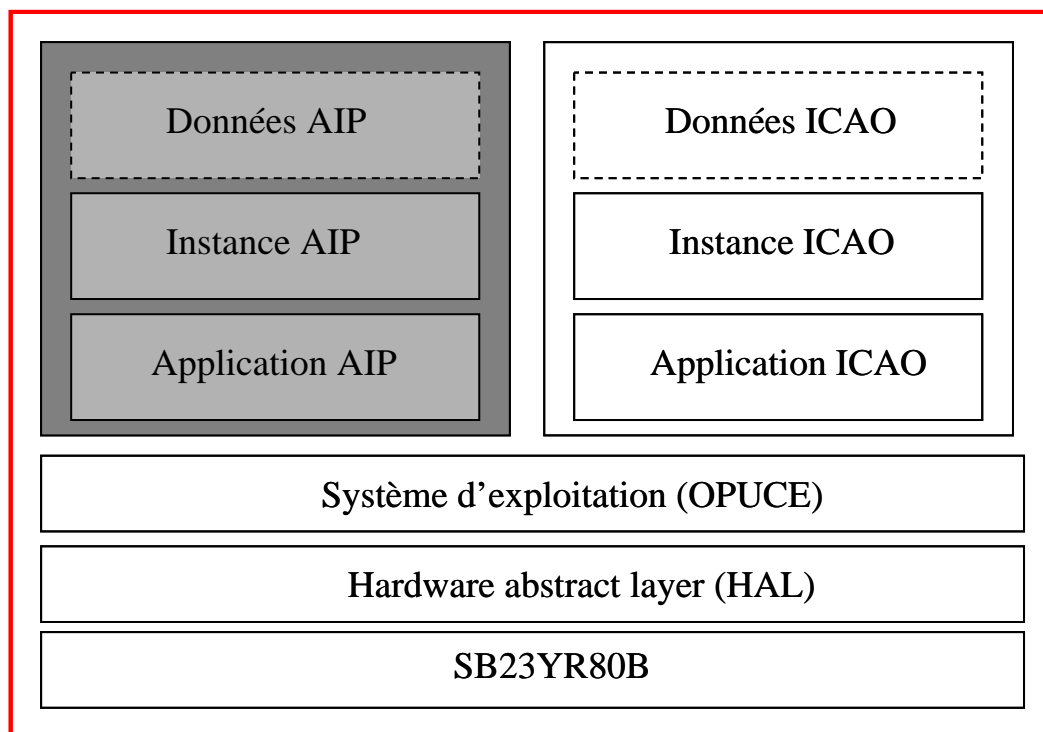 Données AIP
Instance AIP
Application AIP
Données ICAO
Instance ICAO
Application ICAO
Système d’exploitation (OPUCE)
Hardware abstract layer (HAL)
SB23YR80B